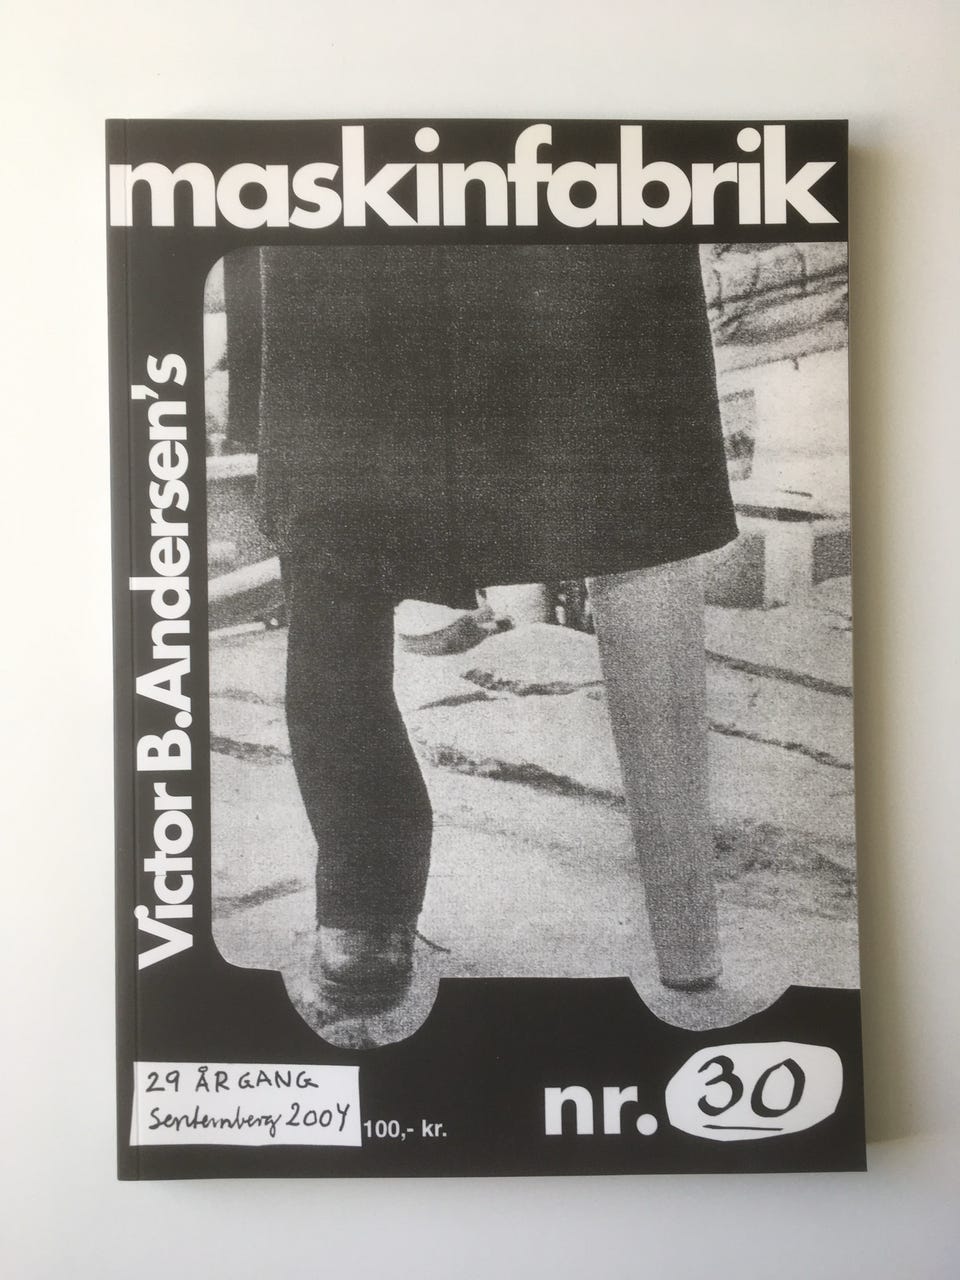 maskinfabrik
Victor B.Andersen's
29 ÅRGANG
Septemberg 2004
100,- kr.
nr. 30